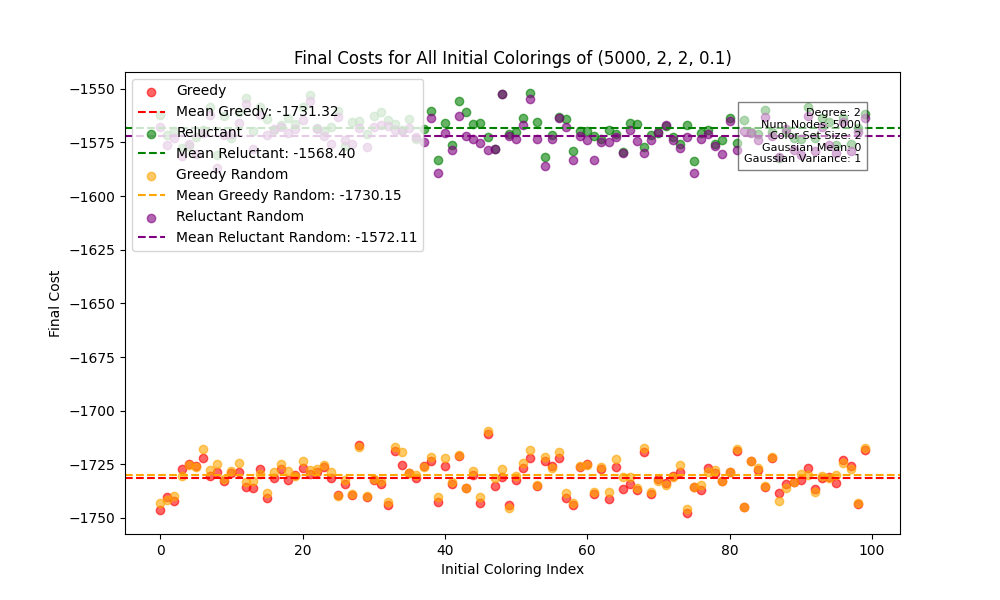 Final Costs for All Initial Colorings of (5000, 2, 2, 0.1)
Greedy
Mean Greedy: -1731.32
Reluctant
Mean Reluctant: -1568.40
Greedy Random
Mean Greedy Random: -1730.15
Reluctant Random
Mean Reluctant Random: -1572.11
Degree: 2
Num Nodes: 5000
Color Set Size: 2
Gaussian Mean: 0
Gaussian Variance: 1
Final Cost
−1550
−1575
−1600
−1625
−1650
−1675
−1700
−1725
−1750
0 20 40 60 80 100
Initial Coloring Index